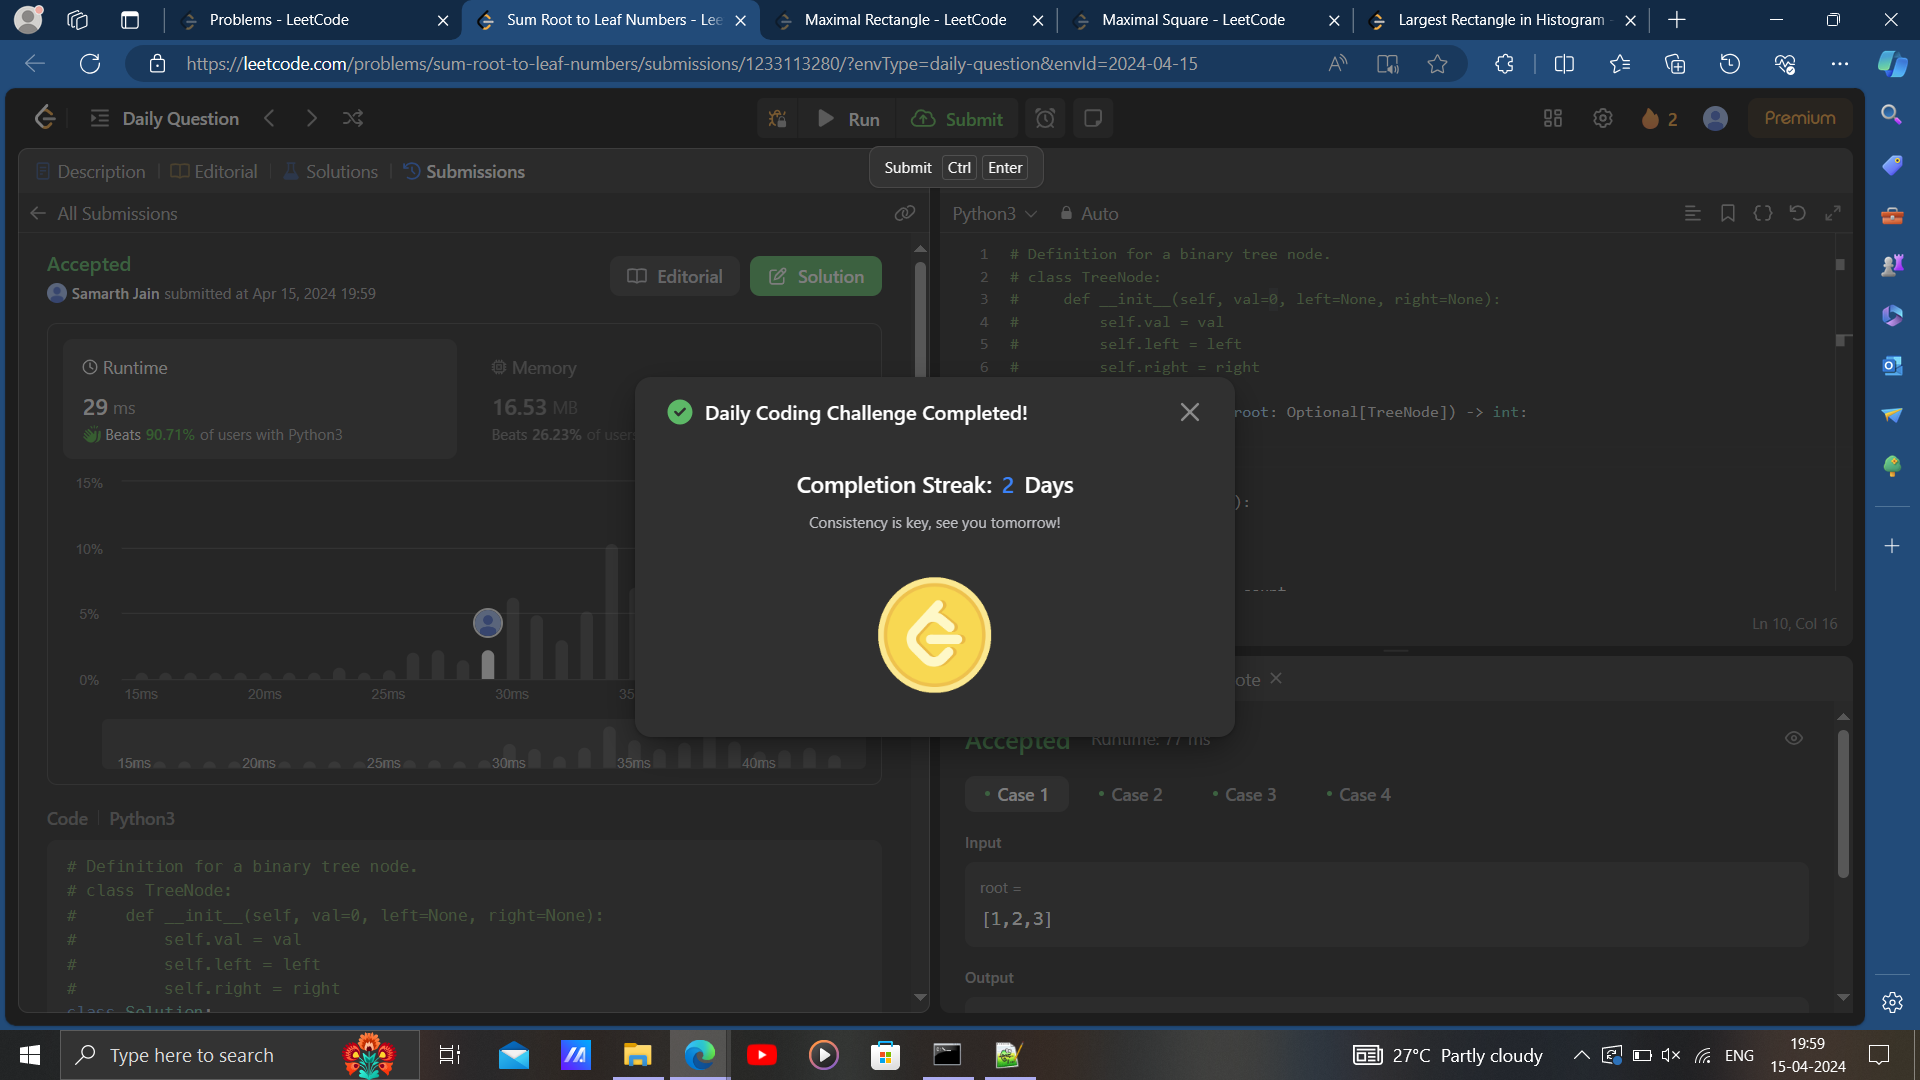 Problems - LeetCode
Sum Root to Leaf Numbers - Lee
Maximal Rectangle - LeetCode
Maximal Square - LeetCode
Largest Rectangle in Histogram -
https://leetcode.com/problems/sum-root-to-leaf-numbers/submissions/1233113280/?envType=daily-question&envId=2024-04-15
Daily Question
Run
Submit
2
Premium
Submit Ctrl Enter
Description
Editorial
Solutions
Submissions
All Submissions
Accepted
Samarth Jain submitted at Apr 15, 2024 19:59
Editorial
Solution
Runtime
29 ms
Beats 90.71% of users with Python3
Memory
16.53 MB
Beats 26.23% of users
15%
10%
5%
0%
15ms 20ms 25ms 30ms 35
15ms 20ms 25ms 30ms 35ms 40ms
Code Python3
# Definition for a binary tree node.
# class TreeNode:
#     def __init__(self, val=0, left=None, right=None):
#         self.val = val
#         self.left = left
#         self.right = right
class Solution:
Python3
Auto
1 # Definition for a binary tree node.
2 # class TreeNode:
3 #     def __init__(self, val=0, left=None, right=None):
4 #         self.val = val
5 #         self.left = left
6 #         self.right = right
root: Optional[TreeNode]) -> int:
):
count
Ln 10, Col 16
Daily Coding Challenge Completed!
Completion Streak: 2 Days
Consistency is key, see you tomorrow!
ote
Accepted Runtime: 77 ms
Case 1
Case 2
Case 3
Case 4
Input
root =
[1,2,3]
Output
Type here to search
27°C Partly cloudy
ENG
19:59
15-04-2024